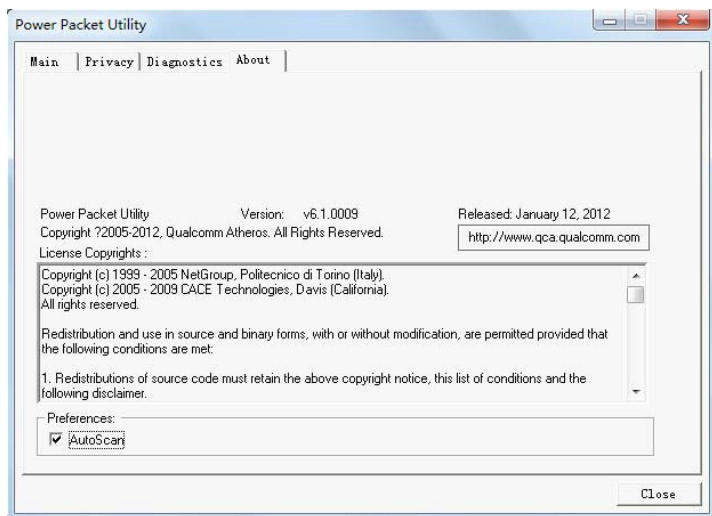 Power Packet Utility
Main Privacy Diagnostics About
Power Packet Utility Version: v6.1.0009 Released: January 12, 2012
Copyright ?2005-2012, Qualcomm Atheros. All Rights Reserved.
http://www.qca.qualcomm.com
License Copyrights :
Copyright (c) 1999 - 2005 NetGroup, Politecnico di Torino (Italy).
Copyright (c) 2005 - 2009 CACE Technologies, Davis (California).
All rights reserved.
Redistribution and use in source and binary forms, with or without modification, are permitted provided that
the following conditions are met:
1. Redistributions of source code must retain the above copyright notice, this list of conditions and the
following disclaimer.
Preferences:
AutoScan
Close